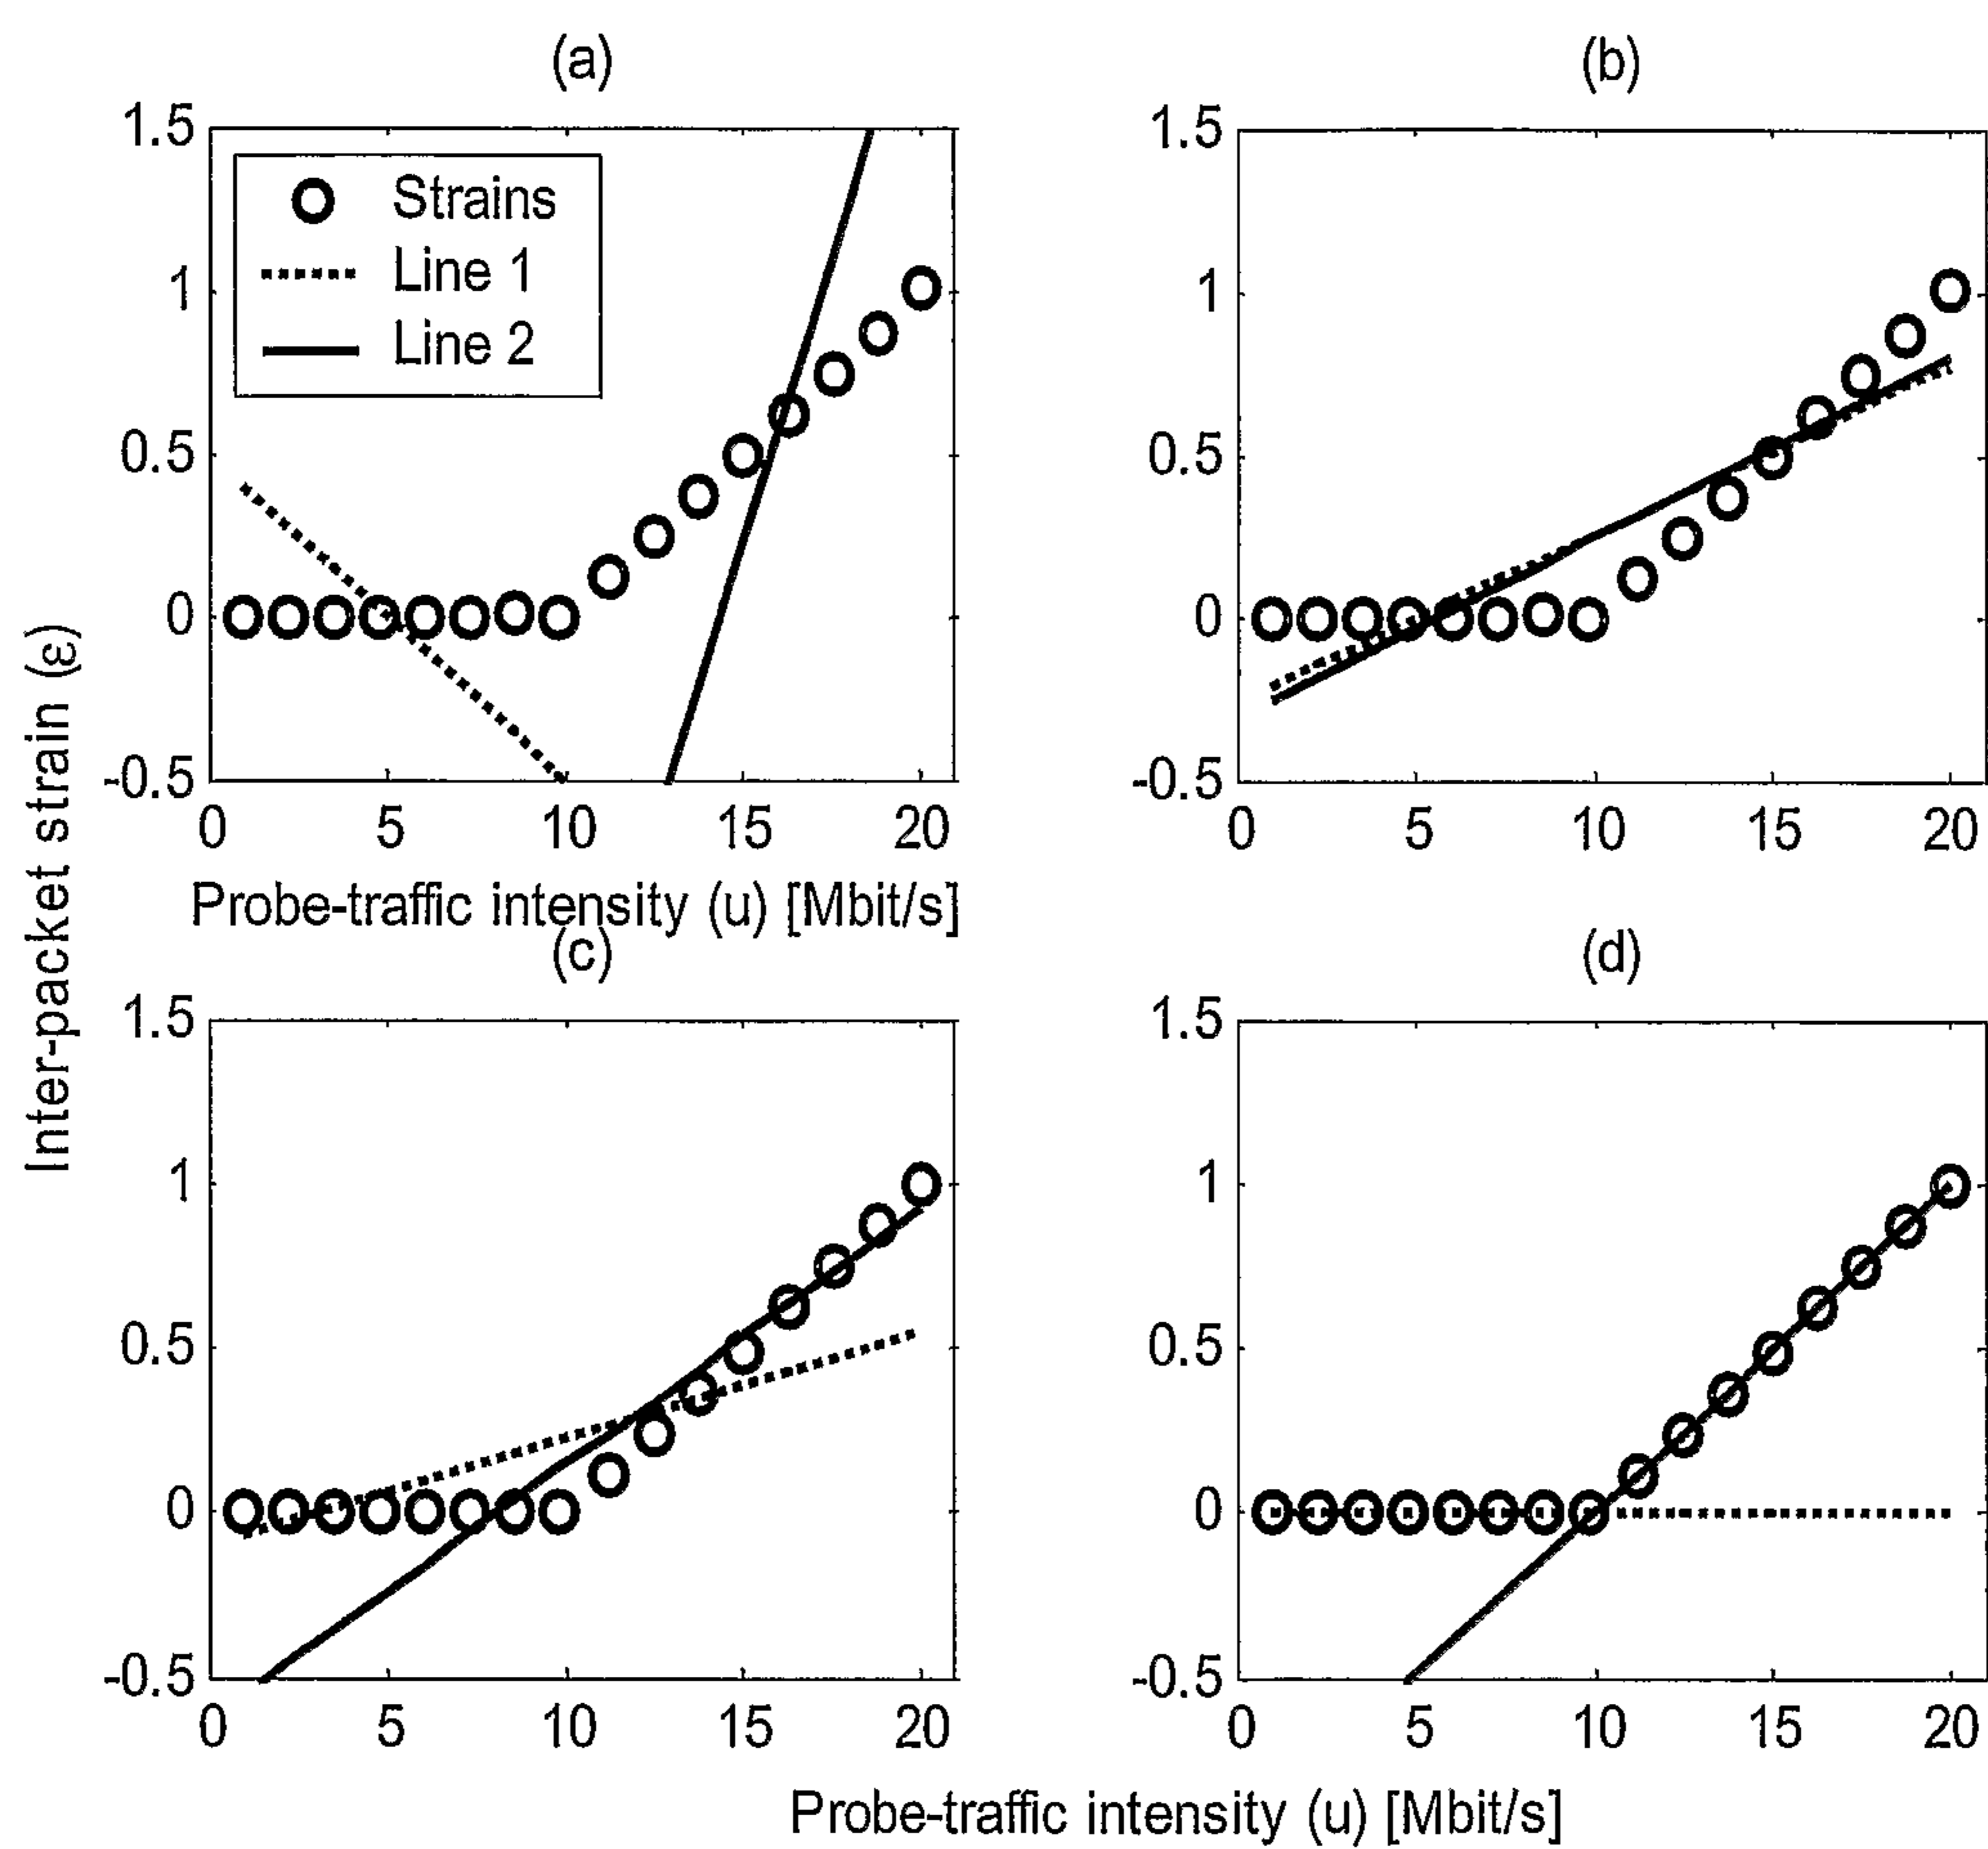 (a)
1.5
1
0.5
0
-0.5
Strains
Line 1
Line 2
0 5 10 15 20
Probe-traffic intensity (u) [Mbit/s]
(b)
1.5
1
0.5
0
-0.5
0 5 10 15 20
Inter-packet strain (ε)
(c)
1.5
1
0.5
0
-0.5
0 5 10 15 20
(d)
1.5
1
0.5
0
-0.5
0 5 10 15 20
Probe-traffic intensity (u) [Mbit/s]